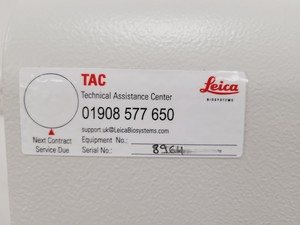 TAC
Technical Assistance Center
Leica
BIOSYSTEMS
01908 577 650
support.uk@LeicaBiosystems.com
Next Contract
Service Due
Equipment No.:
Serial No.: 8964